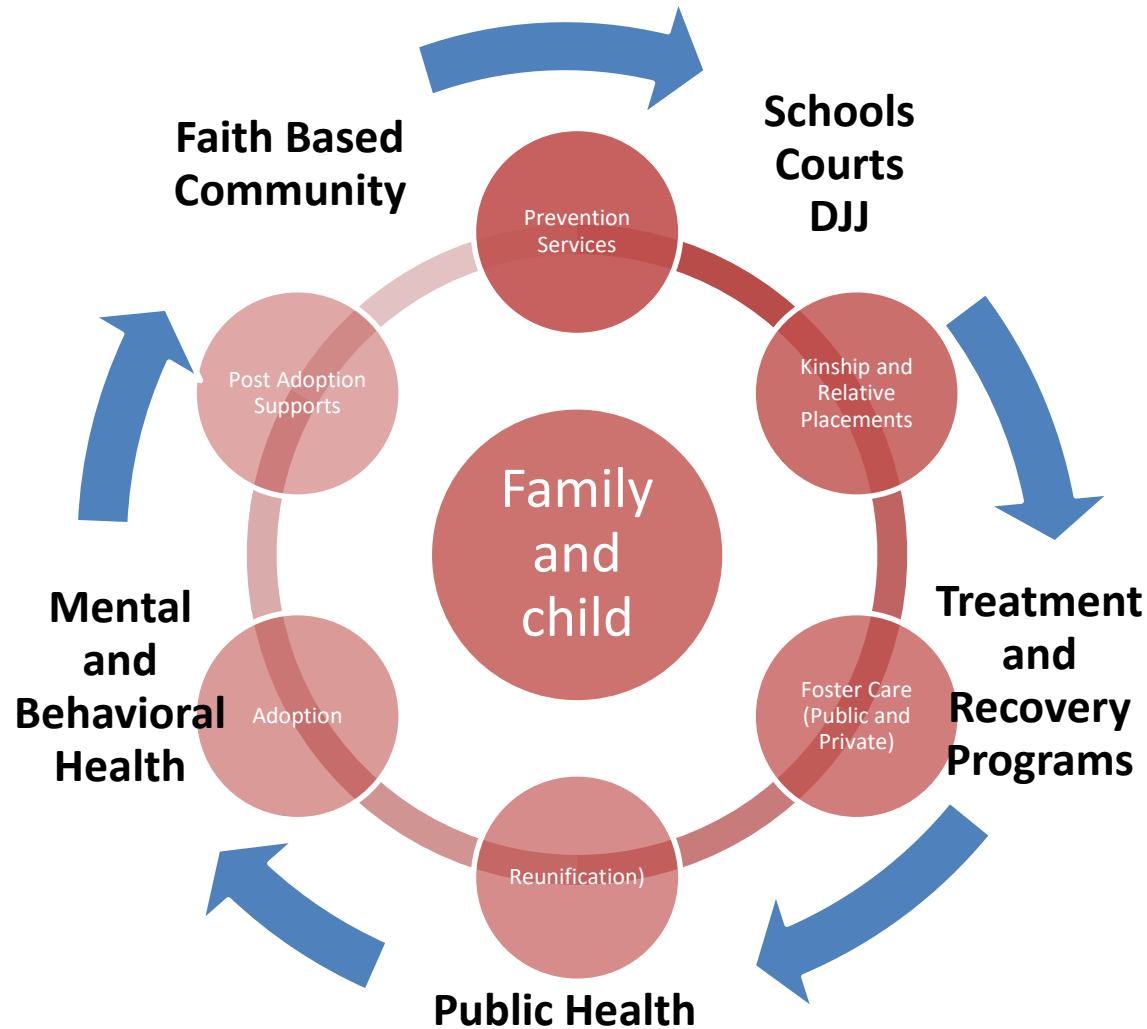 Faith Based
Community
Schools
Courts
DJJ
Prevention
Services
Post Adoption
Supports
Kinship and
Relative
Placements
Family
and
child
Mental
and
Behavioral
Health
Adoption
Foster Care
(Public and
Private)
Treatment
and
Recovery
Programs
Reunification)
Public Health